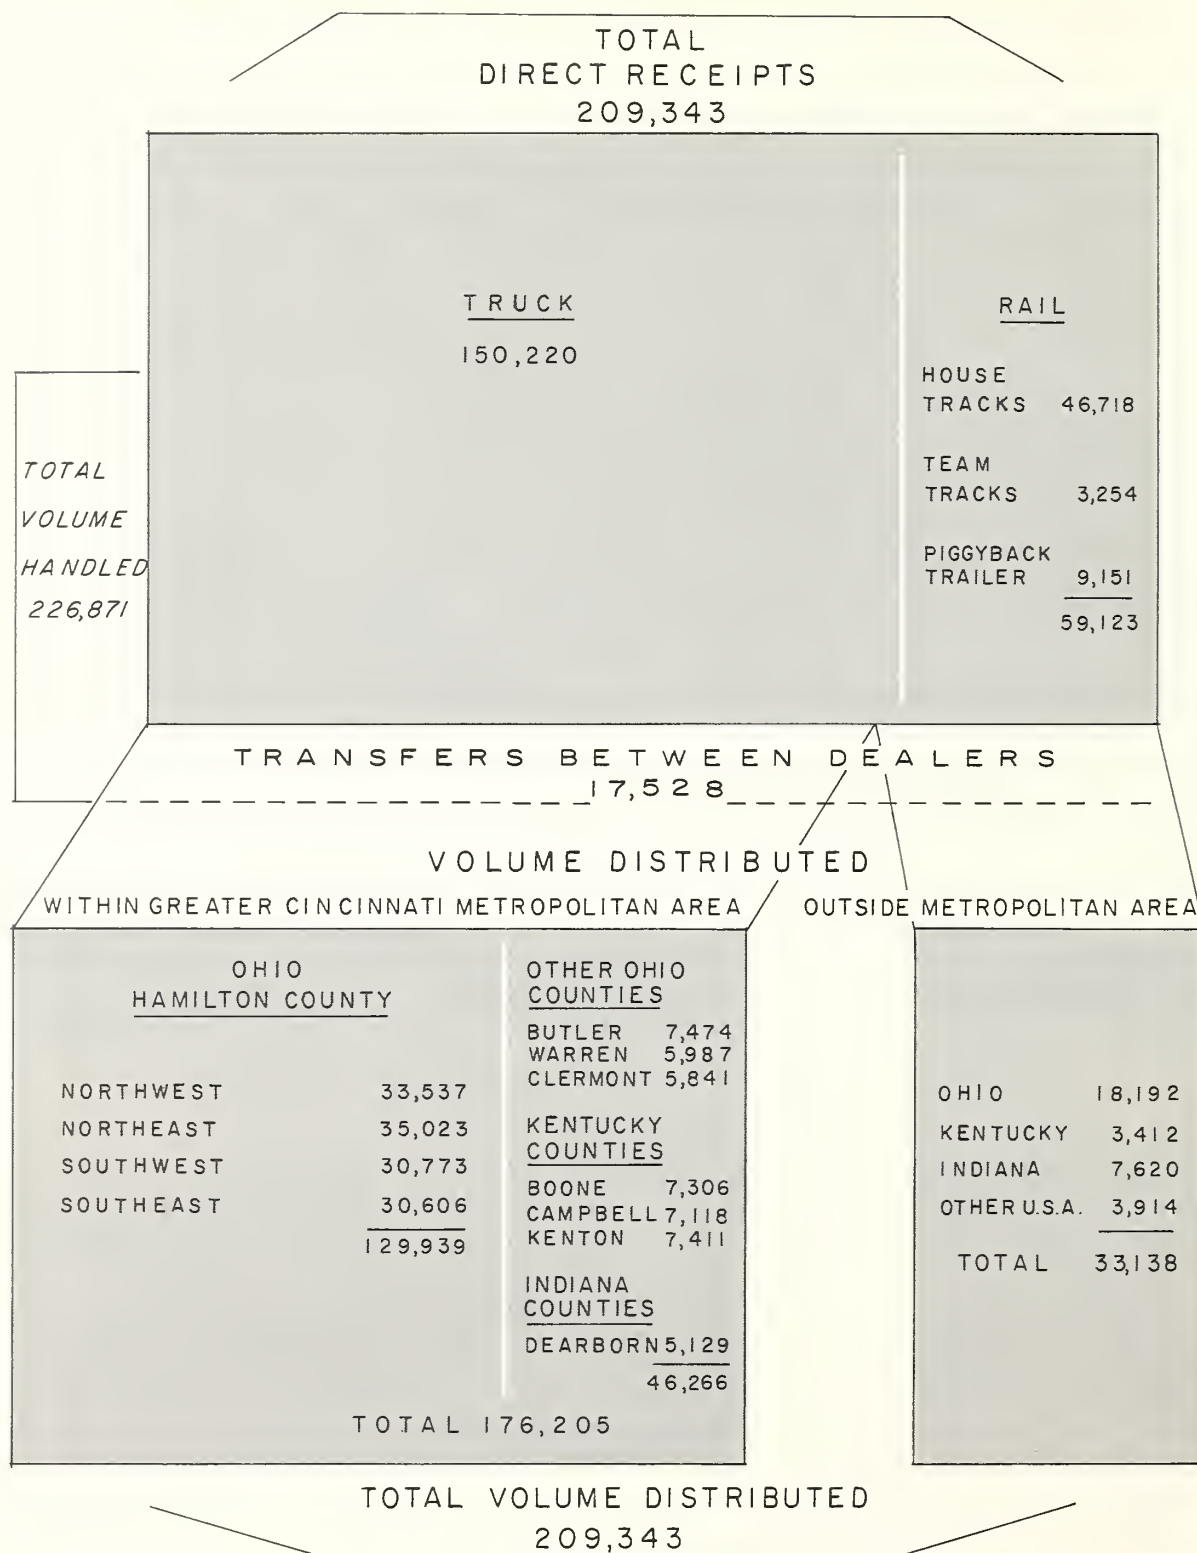 TOTAL
DIRECT RECEIPTS
209,343
TRUCK
150,220
RAIL
HOUSE
TRACKS 46,718
TEAM
TRACKS 3,254
PIGGYBACK
TRAILER 9,151
59,123
TOTAL
VOLUME
HANDLED
226,871
TRANSFERS BETWEEN DEALERS
17,528
VOLUME DISTRIBUTED
WITHIN GREATER CINCINNATI METROPOLITAN AREA
OHIO
HAMILTON COUNTY
NORTHWEST 33,537
NORTHEAST 35,023
SOUTHWEST 30,773
SOUTHEAST 30,606
129,939
OTHER OHIO
COUNTIES
BUTLER 7,474
WARREN 5,987
CLERMONT 5,841
KENTUCKY
COUNTIES
BOONE 7,306
CAMPBELL 7,118
KENTON 7,411
INDIANA
COUNTIES
DEARBORN 5,129
46,266
TOTAL 176,205
OUTSIDE METROPOLITAN AREA
OHIO 18,192
KENTUCKY 3,412
INDIANA 7,620
OTHER U.S.A. 3,914
TOTAL 33,138
TOTAL VOLUME DISTRIBUTED
209,343